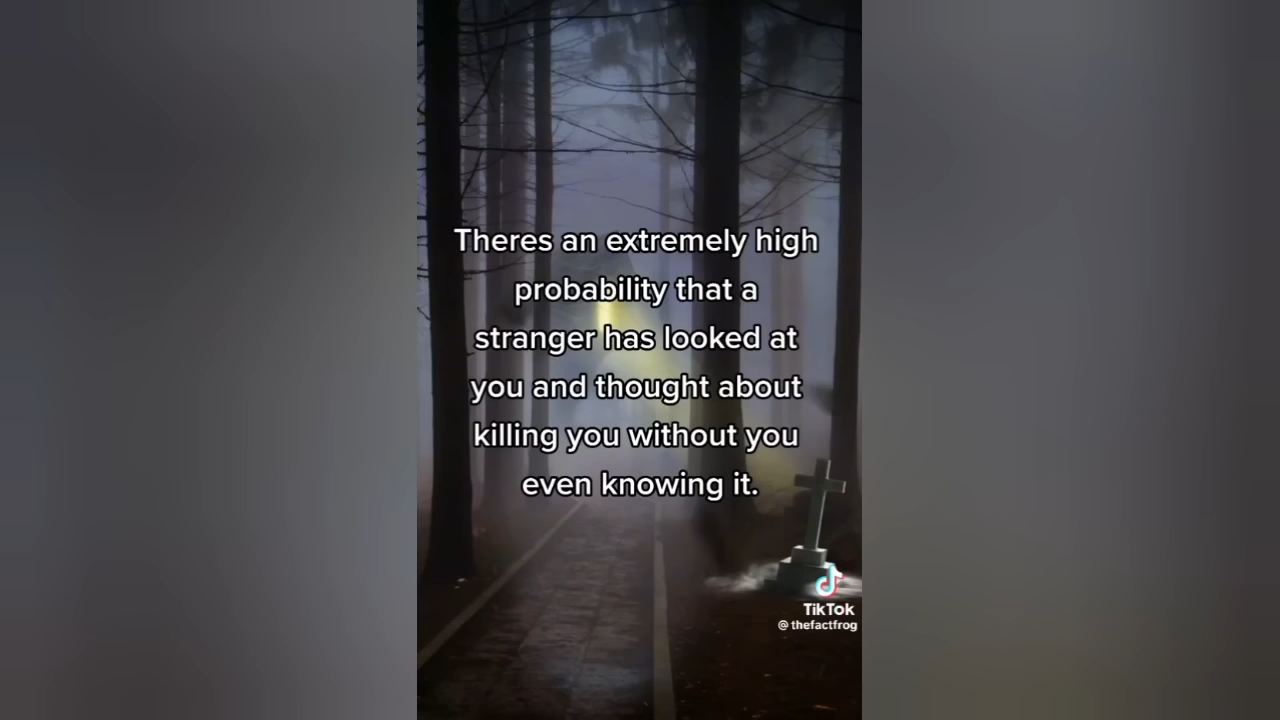 Theres an extremely high
probability that a
stranger has looked at
you and thought about
killing you without you
even knowing it.
TikTok
@thefactfrog